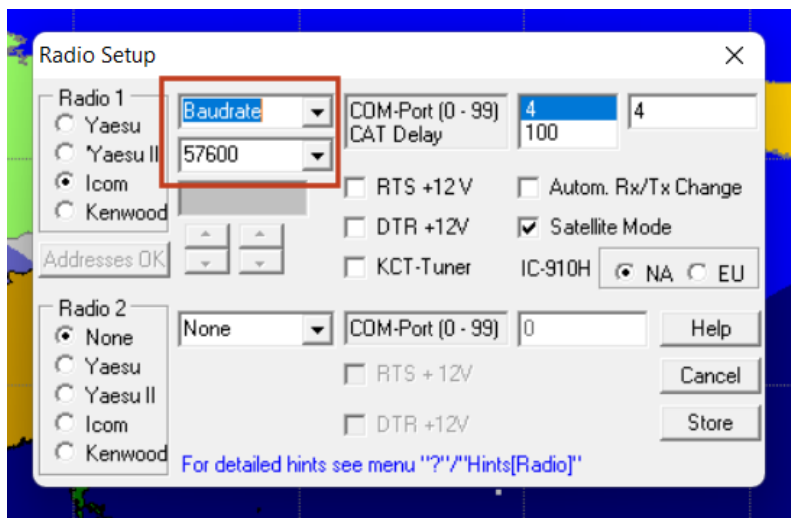 Radio Setup
Radio 1
Yaesu
'Yaesu II
Icom
Kenwood
Addresses OK
Baudrate
57600
COM-Port (0 - 99)
CAT Delay
4
100
4
RTS +12 V
DTR +12V
KCT-Tuner
Autom. Rx/Tx Change
Satellite Mode
IC-910H
NA
EU
Radio 2
None
Yaesu
Yaesu II
Icom
Kenwood
None
COM-Port (0 - 99)
0
RTS + 12V
DTR +12V
Help
Cancel
Store
For detailed hints see menu "?"/"Hints[Radio]"